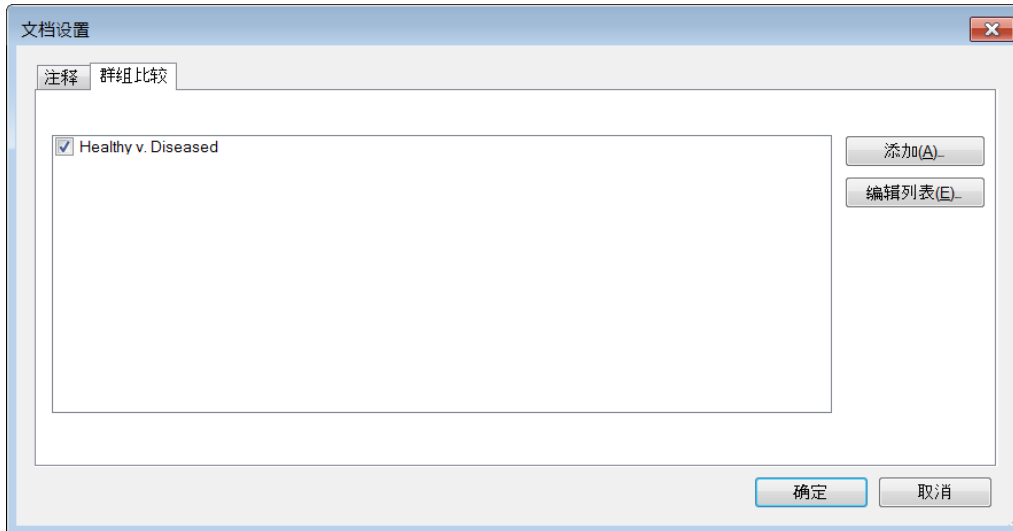 文档设置
注释 群组比较
Healthy v. Diseased
添加(A)...
编辑列表(E)...
确定 取消